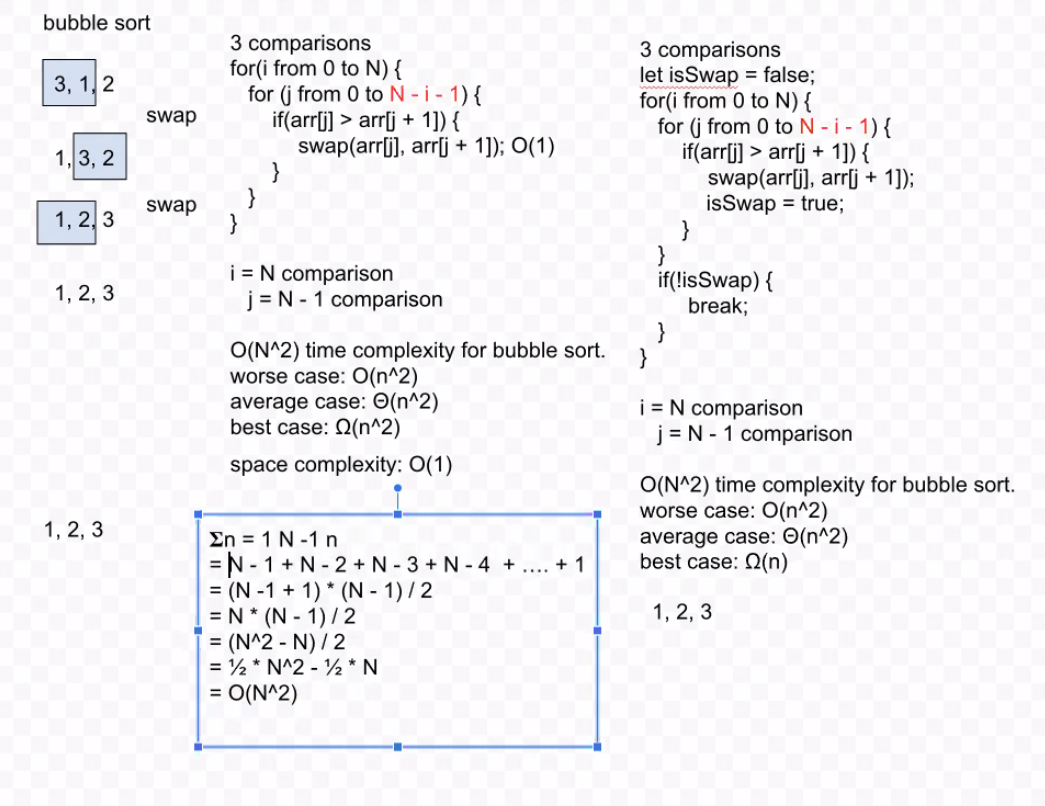 bubble sort
3, 1, 2
swap
1, 3, 2
swap
1, 2, 3
1, 2, 3
1, 2, 3
3 comparisons
for(i from 0 to N) {
for (j from 0 to N - i - 1) {
if(arr[j] > arr[j + 1]) {
swap(arr[j], arr[j + 1]); O(1)
}
}
}
i = N comparison
j = N - 1 comparison
O(N^2) time complexity for bubble sort.
worse case: O(n^2)
average case: Θ(n^2)
best case: Ω(n^2)
space complexity: O(1)
Σn = 1 N -1 n
= N - 1 + N - 2 + N - 3 + N - 4 + .... + 1
= (N -1 + 1) * (N - 1) / 2
= N * (N - 1) / 2
= (N^2 - N) / 2
= ½ * N^2 - ½ * N
= O(N^2)
3 comparisons
let isSwap = false;
for(i from 0 to N) {
for (j from 0 to N - i - 1) {
if(arr[j] > arr[j + 1]) {
swap(arr[j], arr[j + 1]);
isSwap = true;
}
}
if(!isSwap) {
break;
}
}
i = N comparison
j = N - 1 comparison
O(N^2) time complexity for bubble sort.
worse case: O(n^2)
average case: Θ(n^2)
best case: Ω(n)
1, 2, 3